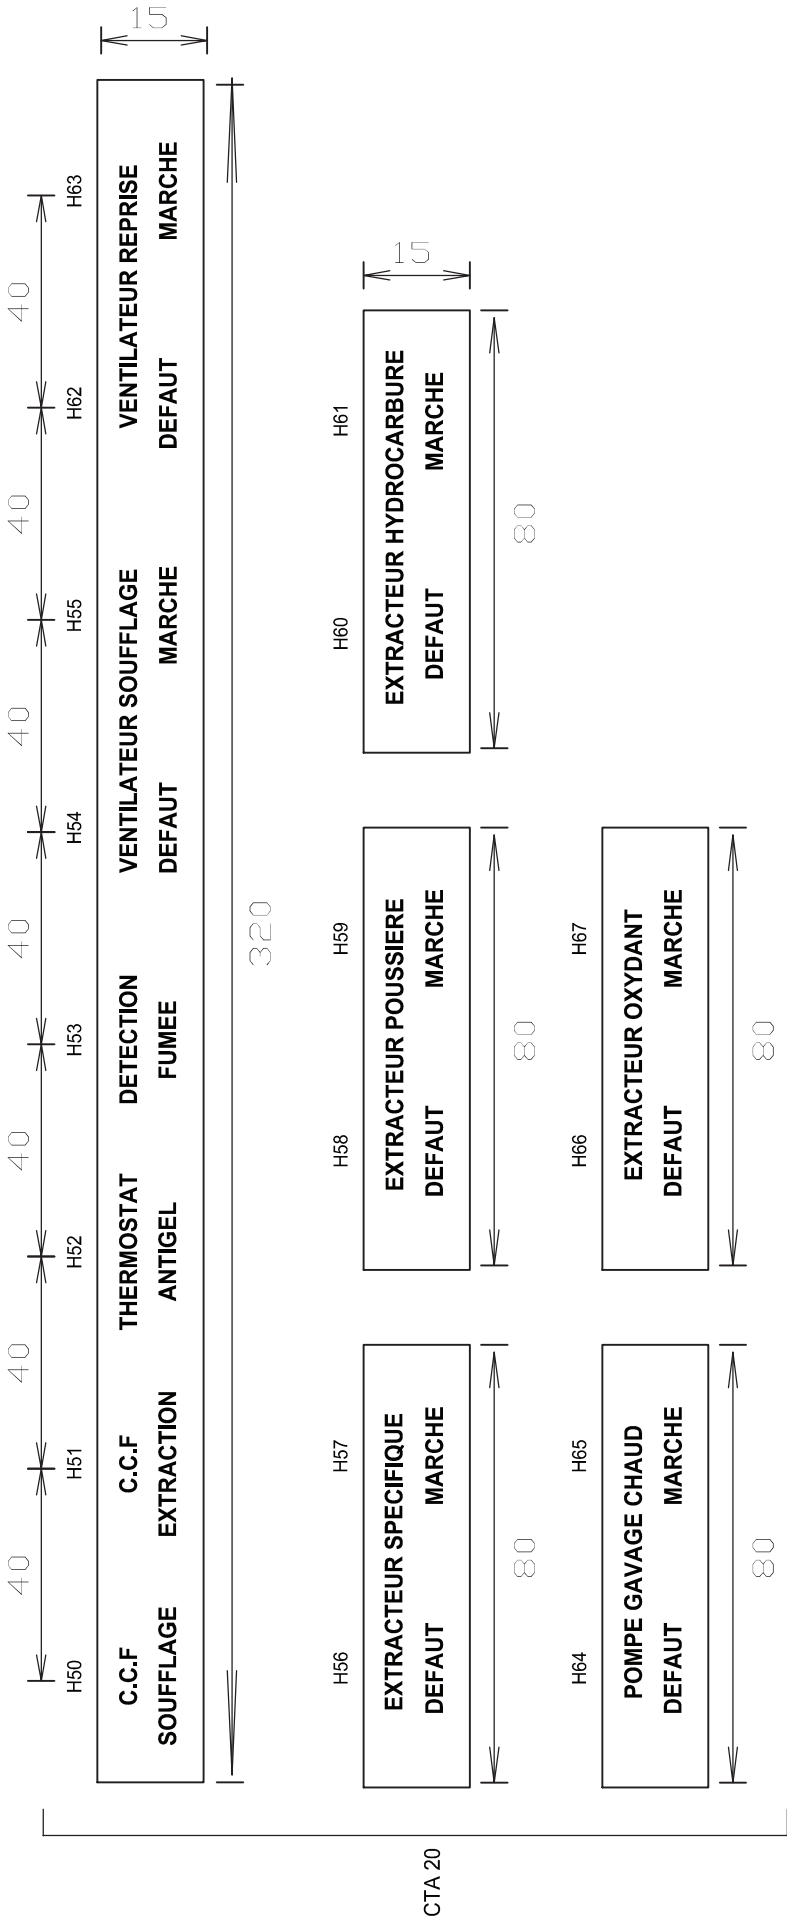 CTA 20
40 40 40 40 40 40 40
H50 H51 H52 H53 H54 H55 H62 H63
C.C.F C.C.F THERMOSTAT DETECTION VENTILATEUR SOUFFLAGE VENTILATEUR REPRISE
SOUFFLAGE EXTRACTION ANTIGEL FUMEE DEFAUT MARCHE DEFAUT MARCHE
15
320
H56 H57 H58 H59 H60 H61
EXTRACTEUR SPECIFIQUE EXTRACTEUR POUSSIERE EXTRACTEUR HYDROCARBURE
DEFAUT MARCHE DEFAUT MARCHE DEFAUT MARCHE
15
80 80 80
H64 H65 H66 H67
POMPE GAVAGE CHAUD EXTRACTEUR OXYDANT
DEFAUT MARCHE DEFAUT MARCHE
80 80